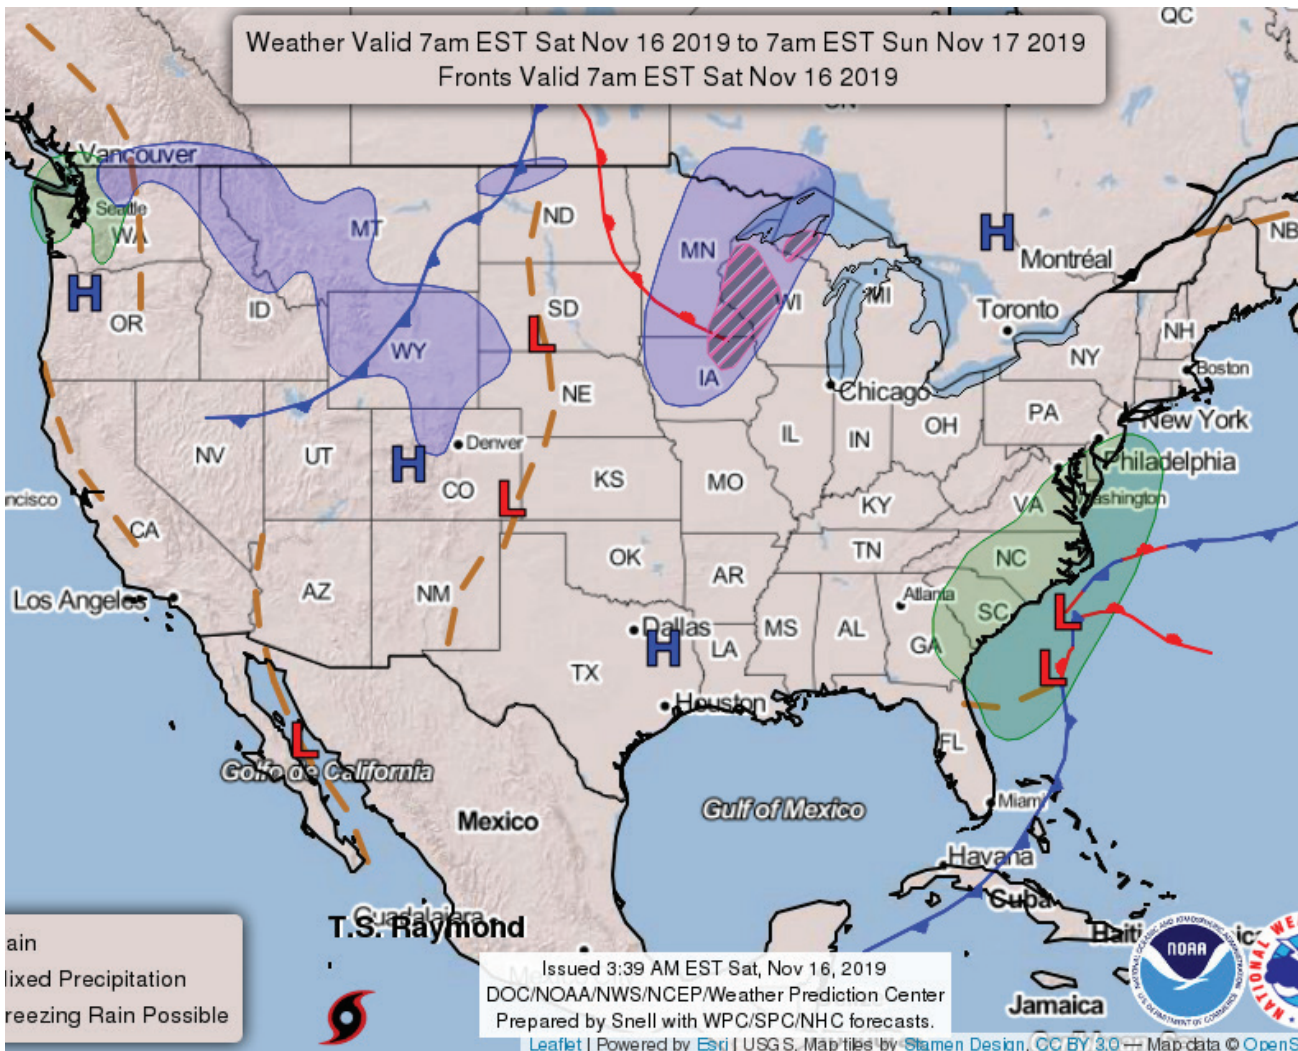 QC
Weather Valid 7am EST Sat Nov 16 2019 to 7am EST Sun Nov 17 2019
Fronts Valid 7am EST Sat Nov 16 2019
ON
Vancouver
Seattle
WA
MT
ND
MN
H
Montréal
NB
H
OR
ID
WY
SD
L
WI
MI
Toronto
NH
NY
Boston
NE
IA
Chicago
PA
New York
NV
UT
Denver
H
CO
L
KS
MO
IL
IN
OH
Philadelphia
Washington
ncisco
CA
KY
VA
Los Angeles
AZ
NM
OK
AR
TN
NC
Atlanta
SC
L
Dallas
H
LA
MS
AL
GA
TX
L
Houston
FL
L
Golfo de California
Miami
Mexico
Gulf of Mexico
Havana
Cuba
Guadalajara
T.S. Raymond
Haiti
NOAA
ain
lixed Precipitation
reezing Rain Possible
Issued 3:39 AM EST Sat, Nov 16, 2019
DOC/NOAA/NWS/NCEP/Weather Prediction Center
Prepared by Snell with WPC/SPC/NHC forecasts.
Jamaica
Leaflet | Powered by Esri | USGS, Map tiles by Stamen Design, CC BY 3.0 — Map data © OpenS